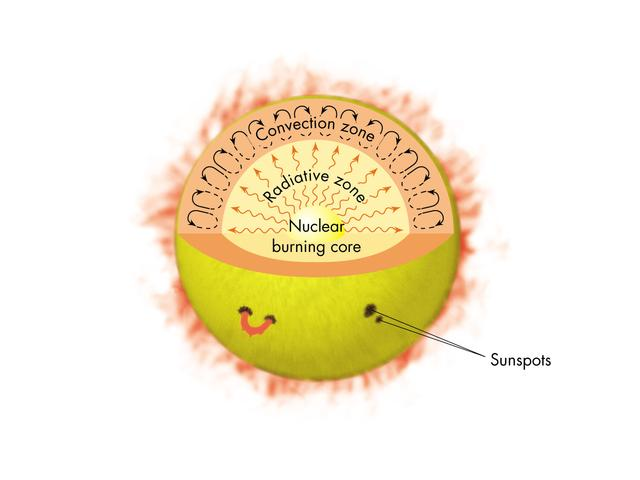 Convection zone
Radiative zone
Nuclear
burning core
Sunspots